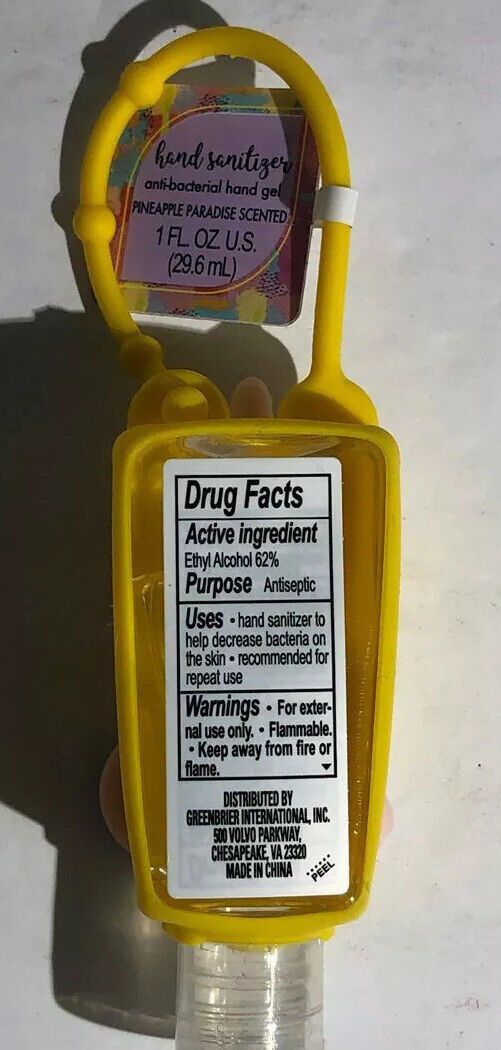 hand sanitizer
anti-bacterial hand gel
PINEAPPLE PARADISE SCENTED
1 FL. OZ. U.S.
(29.6 mL)
Drug Facts
Active ingredient
Ethyl Alcohol 62%
Purpose Antiseptic
Uses • hand sanitizer to
help decrease bacteria on
the skin • recommended for
repeat use
Warnings • For exter-
nal use only. • Flammable.
• Keep away from fire or
flame.
DISTRIBUTED BY
GREENBRIER INTERNATIONAL, INC.
500 VOLVO PARKWAY,
CHESAPEAKE, VA 23320
MADE IN CHINA
PEEL